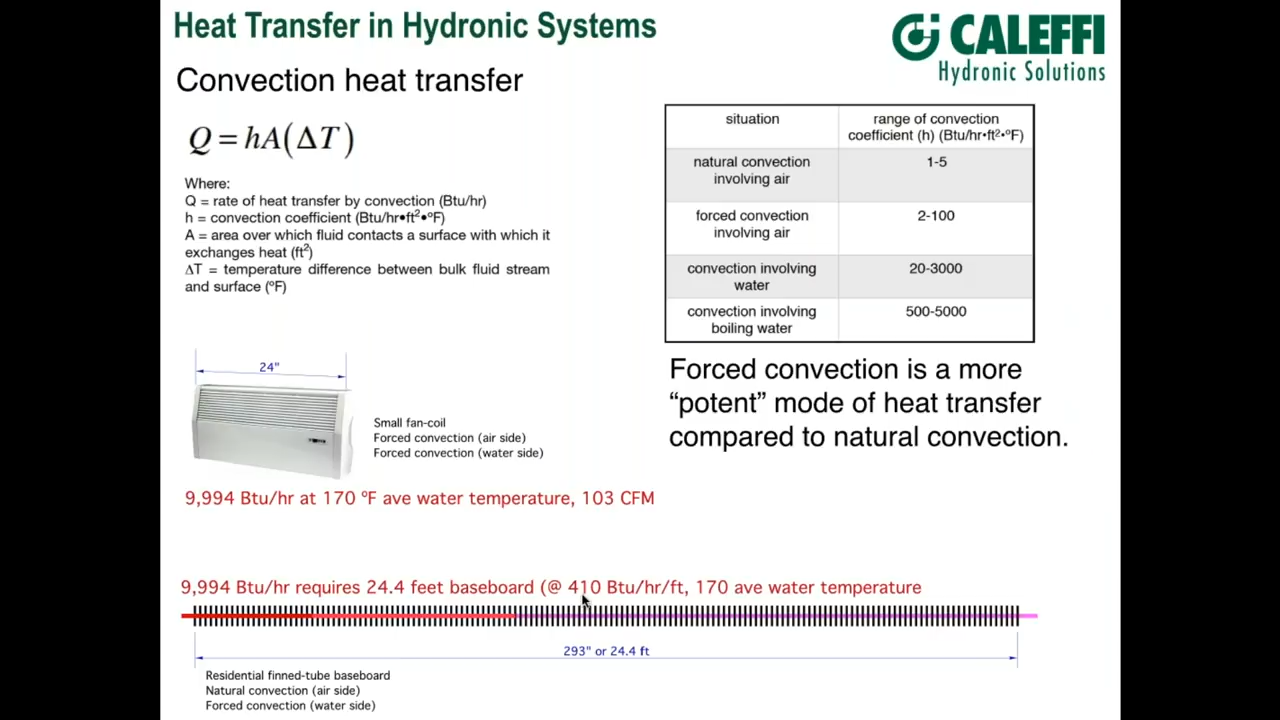 Heat Transfer in Hydronic Systems
CALEFFI
Hydronic Solutions
Convection heat transfer
Q = hA(ΔT)
Where:
Q = rate of heat transfer by convection (Btu/hr)
h = convection coefficient (Btu/hr•ft²•ºF)
A = area over which fluid contacts a surface with which it
exchanges heat (ft²)
ΔT = temperature difference between bulk fluid stream
and surface (ºF)
situation
range of convection
coefficient (h) (Btu/hr•ft²•ºF)
natural convection
involving air
1-5
forced convection
involving air
2-100
convection involving
water
20-3000
convection involving
boiling water
500-5000
Forced convection is a more
“potent” mode of heat transfer
compared to natural convection.
24"
Small fan-coil
Forced convection (air side)
Forced convection (water side)
9,994 Btu/hr at 170 ºF ave water temperature, 103 CFM
9,994 Btu/hr requires 24.4 feet baseboard (@ 410 Btu/hr/ft, 170 ave water temperature
293" or 24.4 ft
Residential finned-tube baseboard
Natural convection (air side)
Forced convection (water side)